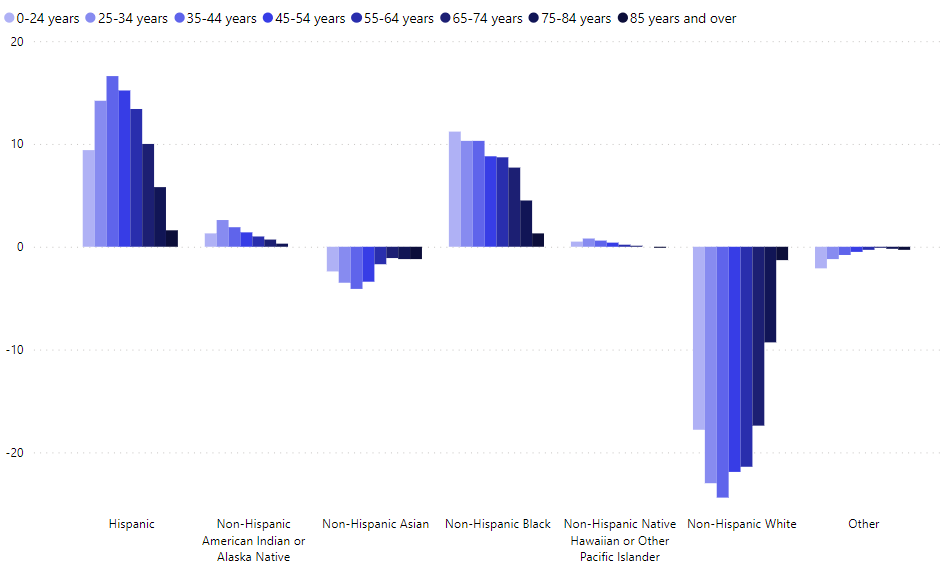 0-24 years 25-34 years 35-44 years 45-54 years 55-64 years 65-74 years 75-84 years 85 years and over
20
10
0
-10
-20
Hispanic
Non-Hispanic American Indian or Alaska Native
Non-Hispanic Asian
Non-Hispanic Black
Non-Hispanic Native Hawaiian or Other Pacific Islander
Non-Hispanic White
Other